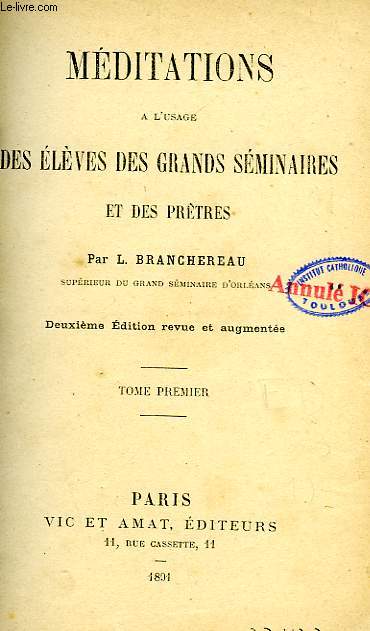 © Le-livre.com
MÉDITATIONS
A L'USAGE
DES ÉLÈVES DES GRANDS SÉMINAIRES
ET DES PRÊTRES
Par L. BRANCHEREAU
SUPÉRIEUR DU GRAND SÉMINAIRE D'ORLÉANS
INSTITUT CATHOLIQUE
Annulé
TOULOUSE
Deuxième Édition revue et augmentée
TOME PREMIER
PARIS
VIC ET AMAT, ÉDITEURS
11, RUE CASSETTE, 11
1891